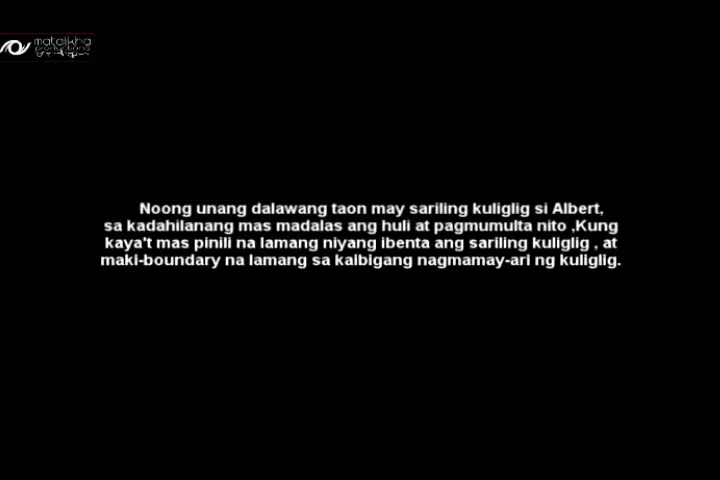 matajikha
productions
Noong unang dalawang taon may sariling kuliglig si Albert,
sa kadahilanang mas madalas ang huli at pagmumulta nito ,Kung
kaya't mas pinili na lamang niyang ibenta ang sariling kuliglig , at
maki-boundary na lamang sa kaibigang nagmamay-ari ng kuliglig.